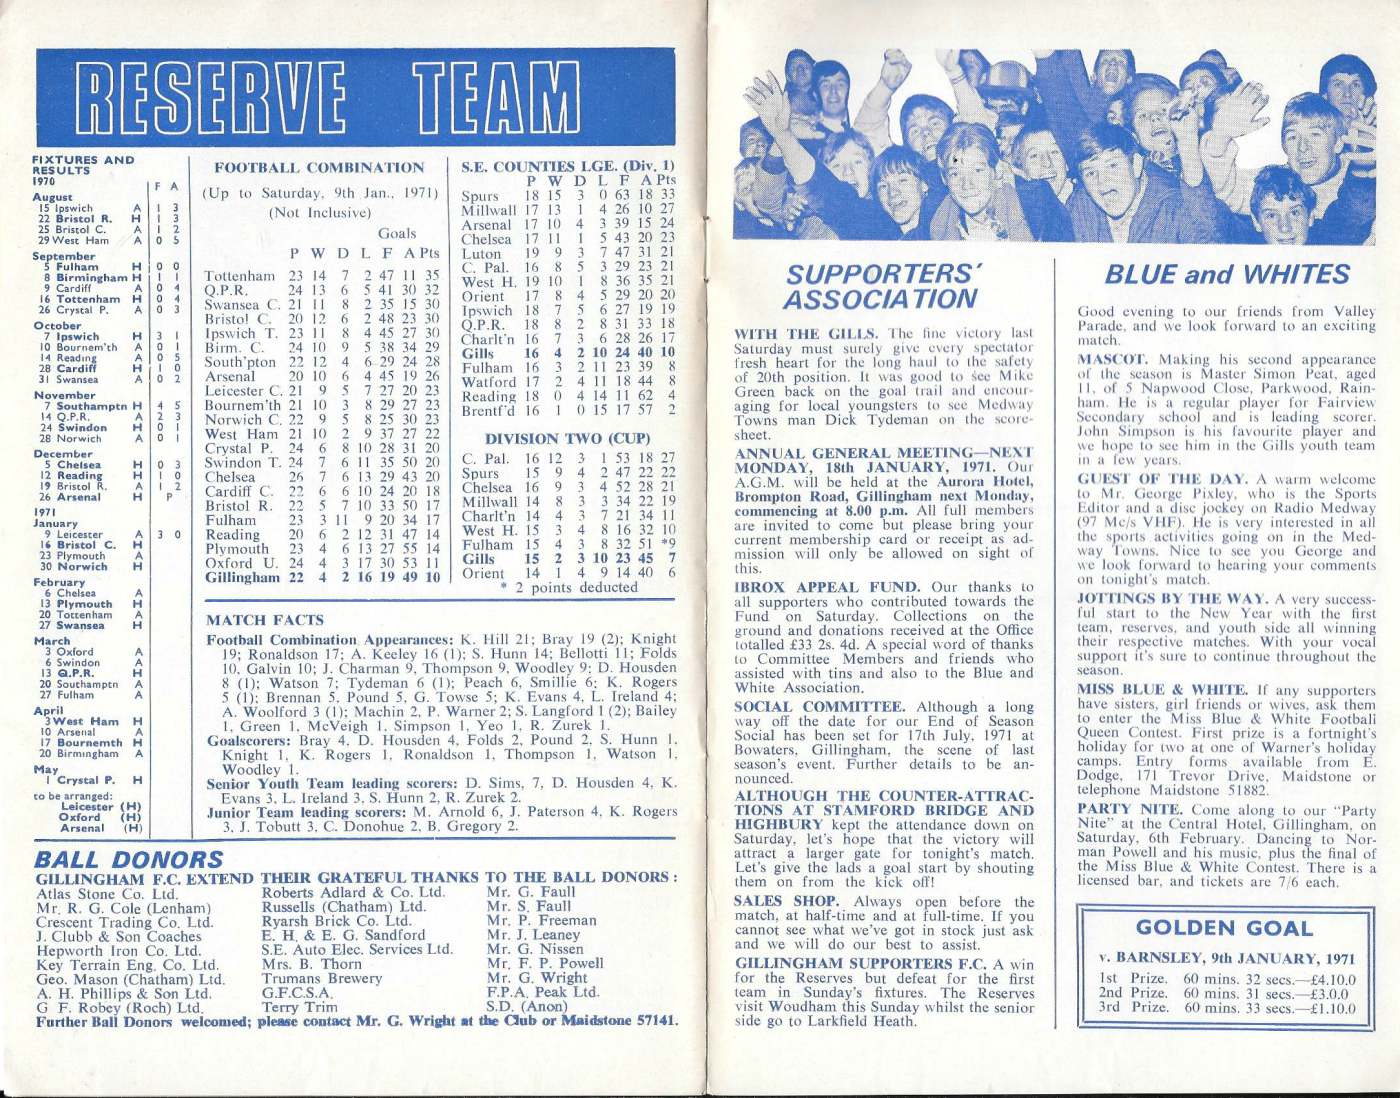 RESERVE TEAM
FIXTURES AND
RESULTS
1970
F A
August
15 Ipswich A 1 3
22 Bristol R. H 1 3
25 Bristol C. A 1 2
29 West Ham A 0 5
September
5 Fulham H 0 0
8 Birmingham H 1 1
9 Cardiff A 0 4
16 Tottenham H 0 4
26 Crystal P. A 0 3
October
7 Ipswich H 3 1
10 Bournem'th A 0 1
14 Reading A 0 5
28 Cardiff H 1 0
31 Swansea A 0 2
November
7 Southamptn H 4 5
14 Q.P.R. A 2 3
24 Swindon H 0 1
28 Norwich A 0 1
December
5 Chelsea H 0 3
12 Reading H 1 0
19 Bristol R. A 1 2
26 Arsenal H P
1971
January
9 Leicester A 3 0
16 Bristol C. H
23 Plymouth A
30 Norwich H
February
6 Chelsea A
13 Plymouth H
20 Tottenham A
27 Swansea H
March
3 Oxford A
6 Swindon A
13 Q.P.R. H
20 Southamptn A
27 Fulham A
April
3 West Ham H
10 Arsenal A
17 Bournemth H
20 Birmingham A
May
1 Crystal P. H
to be arranged:
Leicester (H)
Oxford (H)
Arsenal (H)
FOOTBALL COMBINATION
(Up to Saturday, 9th Jan., 1971)
(Not Inclusive)
Goals
P W D L F A Pts
Tottenham 23 14 7 2 47 11 35
Q.P.R. 24 13 6 5 41 30 32
Swansea C. 21 11 8 2 35 15 30
Bristol C. 20 12 6 2 48 23 30
Ipswich T. 23 11 8 4 45 27 30
Birm. C. 24 10 9 5 38 34 29
South'pton 22 12 4 6 29 24 28
Arsenal 20 10 6 4 45 19 26
Leicester C. 21 9 5 7 27 20 23
Bournem'th 21 10 3 8 29 27 23
Norwich C. 22 9 5 8 25 30 23
West Ham 21 10 2 9 37 27 22
Crystal P. 24 6 8 10 28 31 20
Swindon T. 24 7 6 11 35 50 20
Chelsea 26 7 6 13 29 43 20
Cardiff C. 22 6 6 10 24 20 18
Bristol R. 22 5 7 10 33 50 17
Fulham 23 3 11 9 20 34 17
Reading 20 6 2 12 31 47 14
Plymouth 23 4 6 13 27 55 14
Oxford U. 24 4 3 17 30 53 11
Gillingham 22 4 2 16 19 49 10
S.E. COUNTIES LGE. (Div. 1)
P W D L F A Pts
Spurs 18 15 3 0 63 18 33
Millwall 17 13 1 4 26 10 27
Arsenal 17 10 4 3 39 15 24
Chelsea 17 11 1 5 43 20 23
Luton 19 9 3 7 47 31 21
C. Pal. 16 8 5 3 29 23 21
West H. 19 10 1 8 36 35 21
Orient 17 8 4 5 29 20 20
Ipswich 18 7 5 6 27 19 19
Q.P.R. 18 8 2 8 31 33 18
Charlt'n 16 7 3 6 28 26 17
Gills 16 4 2 10 24 40 10
Fulham 16 3 2 11 23 39 8
Watford 17 2 4 11 18 44 8
Reading 18 0 4 14 11 62 4
Brentf'd 16 1 0 15 17 57 2
DIVISION TWO (CUP)
C. Pal. 16 12 3 1 53 18 27
Spurs 15 9 4 2 47 22 22
Chelsea 16 9 3 4 52 28 21
Millwall 14 8 3 3 34 22 19
Charlt'n 14 4 3 7 21 34 11
West H. 15 3 4 8 16 32 10
Fulham 15 4 3 8 32 51 *9
Gills 15 2 3 10 23 45 7
Orient 14 1 4 9 14 40 6
* 2 points deducted
MATCH FACTS
Football Combination Appearances: K. Hill 21; Bray 19 (2); Knight
19; Ronaldson 17; A. Keeley 16 (1); S. Hunn 14; Bellotti 11; Folds
10, Galvin 10; J. Charman 9, Thompson 9, Woodley 9; D. Housden
8 (1); Watson 7; Tydeman 6 (1); Peach 6, Smillie 6; K. Rogers
5 (1); Brennan 5, Pound 5, G. Towse 5; K. Evans 4, L. Ireland 4;
A. Woolford 3 (1); Machin 2, P. Warner 2; S. Langford 1 (2); Bailey
1, Green 1, McVeigh 1, Simpson 1, Yeo 1, R. Zurek 1.
Goalscorers: Bray 4, D. Housden 4, Folds 2, Pound 2, S. Hunn 1,
Knight 1, K. Rogers 1, Ronaldson 1, Thompson 1, Watson 1,
Woodley 1.
Senior Youth Team leading scorers: D. Sims, 7, D. Housden 4, K.
Evans 3, L. Ireland 3, S. Hunn 2, R. Zurek 2.
Junior Team leading scorers: M. Arnold 6, J. Paterson 4, K. Rogers
3, J. Tobutt 3, C. Donohue 2, B. Gregory 2.
BALL DONORS
GILLINGHAM F.C. EXTEND THEIR GRATEFUL THANKS TO THE BALL DONORS :
Atlas Stone Co. Ltd.
Mr. R. G. Cole (Lenham)
Crescent Trading Co. Ltd.
J. Clubb & Son Coaches
Hepworth Iron Co. Ltd.
Key Terrain Eng. Co. Ltd.
Geo. Mason (Chatham) Ltd.
A. H. Phillips & Son Ltd.
G F. Robey (Roch) Ltd.
Roberts Adlard & Co. Ltd.
Russells (Chatham) Ltd.
Ryarsh Brick Co. Ltd.
E. H. & E. G. Sandford
S.E. Auto Elec. Services Ltd.
Mrs. B. Thorn
Trumans Brewery
G.F.C.S.A.
Terry Trim
Mr. G. Faull
Mr. S. Faull
Mr. P. Freeman
Mr. J. Leaney
Mr. G. Nissen
Mr. F. P. Powell
Mr. G. Wright
F.P.A. Peak Ltd.
S.D. (Anon)
Further Ball Donors welcomed; please contact Mr. G. Wright at the Club or Maidstone 57141.
SUPPORTERS'
ASSOCIATION
WITH THE GILLS. The fine victory last
Saturday must surely give every spectator
fresh heart for the long haul to the safety
of 20th position. It was good to see Mike
Green back on the goal trail and encour-
aging for local youngsters to see Medway
Towns man Dick Tydeman on the score-
sheet.
ANNUAL GENERAL MEETING—NEXT
MONDAY, 18th JANUARY, 1971. Our
A.G.M. will be held at the Aurora Hotel,
Brompton Road, Gillingham next Monday,
commencing at 8.00 p.m. All full members
are invited to come but please bring your
current membership card or receipt as ad-
mission will only be allowed on sight of
this.
IBROX APPEAL FUND. Our thanks to
all supporters who contributed towards the
Fund on Saturday. Collections on the
ground and donations received at the Office
totalled £33 2s. 4d. A special word of thanks
to Committee Members and friends who
assisted with tins and also to the Blue and
White Association.
SOCIAL COMMITTEE. Although a long
way off the date for our End of Season
Social has been set for 17th July, 1971 at
Bowaters, Gillingham, the scene of last
season's event. Further details to be an-
nounced.
ALTHOUGH THE COUNTER-ATTRAC-
TIONS AT STAMFORD BRIDGE AND
HIGHBURY kept the attendance down on
Saturday, let's hope that the victory will
attract a larger gate for tonight's match.
Let's give the lads a goal start by shouting
them on from the kick off!
SALES SHOP. Always open before the
match, at half-time and at full-time. If you
cannot see what we've got in stock just ask
and we will do our best to assist.
GILLINGHAM SUPPORTERS F.C. A win
for the Reserves but defeat for the first
team in Sunday's fixtures. The Reserves
visit Woudham this Sunday whilst the senior
side go to Larkfield Heath.
BLUE and WHITES
Good evening to our friends from Valley
Parade, and we look forward to an exciting
match.
MASCOT. Making his second appearance
of the season is Master Simon Peat, aged
11, of 5 Napwood Close, Parkwood, Rain-
ham. He is a regular player for Fairview
Secondary school and is leading scorer.
John Simpson is his favourite player and
we hope to see him in the Gills youth team
in a few years.
GUEST OF THE DAY. A warm welcome
to Mr. George Pixley, who is the Sports
Editor and a disc jockey on Radio Medway
(97 Mc/s VHF). He is very interested in all
the sports activities going on in the Med-
way Towns. Nice to see you George and
we look forward to hearing your comments
on tonight's match.
JOTTINGS BY THE WAY. A very success-
ful start to the New Year with the first
team, reserves, and youth side all winning
their respective matches. With your vocal
support it's sure to continue throughout the
season.
MISS BLUE & WHITE. If any supporters
have sisters, girl friends or wives, ask them
to enter the Miss Blue & White Football
Queen Contest. First prize is a fortnight's
holiday for two at one of Warner's holiday
camps. Entry forms available from E.
Dodge, 171 Trevor Drive, Maidstone or
telephone Maidstone 51882.
PARTY NITE. Come along to our "Party
Nite" at the Central Hotel, Gillingham, on
Saturday, 6th February. Dancing to Nor-
man Powell and his music, plus the final of
the Miss Blue & White Contest. There is a
licensed bar, and tickets are 7/6 each.
GOLDEN GOAL
v. BARNSLEY, 9th JANUARY, 1971
1st Prize. 60 mins. 32 secs.—£4.10.0
2nd Prize. 60 mins. 31 secs.—£3.0.0
3rd Prize. 60 mins. 33 secs.—£1.10.0